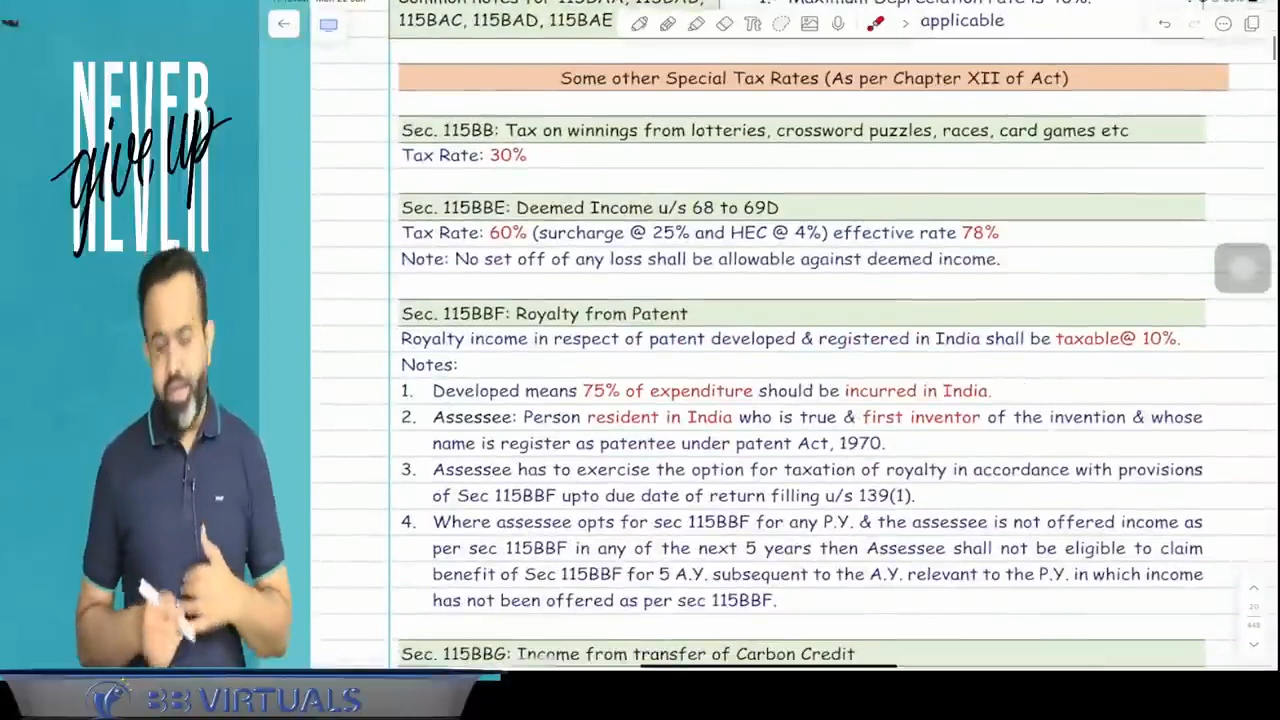 NEVER
give up
NEVER
115BAC, 115BAD, 115BAE
applicable
Some other Special Tax Rates (As per Chapter XII of Act)
Sec. 115BB: Tax on winnings from lotteries, crossword puzzles, races, card games etc
Tax Rate: 30%
Sec. 115BBE: Deemed Income u/s 68 to 69D
Tax Rate: 60% (surcharge @ 25% and HEC @ 4%) effective rate 78%
Note: No set off of any loss shall be allowable against deemed income.
Sec. 115BBF: Royalty from Patent
Royalty income in respect of patent developed & registered in India shall be taxable@ 10%.
Notes:
1. Developed means 75% of expenditure should be incurred in India.
2. Assessee: Person resident in India who is true & first inventor of the invention & whose
name is register as patentee under patent Act, 1970.
3. Assessee has to exercise the option for taxation of royalty in accordance with provisions
of Sec 115BBF upto due date of return filling u/s 139(1).
4. Where assessee opts for sec 115BBF for any P.Y. & the assessee is not offered income as
per sec 115BBF in any of the next 5 years then Assessee shall not be eligible to claim
benefit of Sec 115BBF for 5 A.Y. subsequent to the A.Y. relevant to the P.Y. in which income
has not been offered as per sec 115BBF.
20
448
Sec. 115BBG: Income from transfer of Carbon Credit
BB VIRTUALS